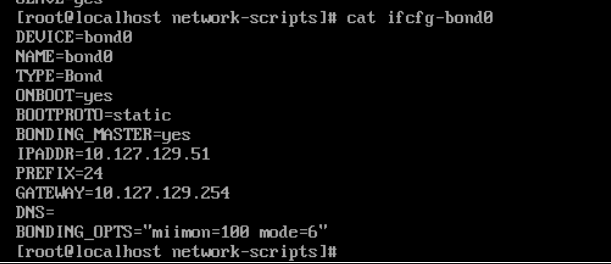 SLAVE=yes
[root@localhost network-scripts]# cat ifcfg-bond0
DEVICE=bond0
NAME=bond0
TYPE=Bond
ONBOOT=yes
BOOTPROTO=static
BONDING_MASTER=yes
IPADDR=10.127.129.51
PREFIX=24
GATEWAY=10.127.129.254
DNS=
BONDING_OPTS="miimon=100 mode=6"
[root@localhost network-scripts]#